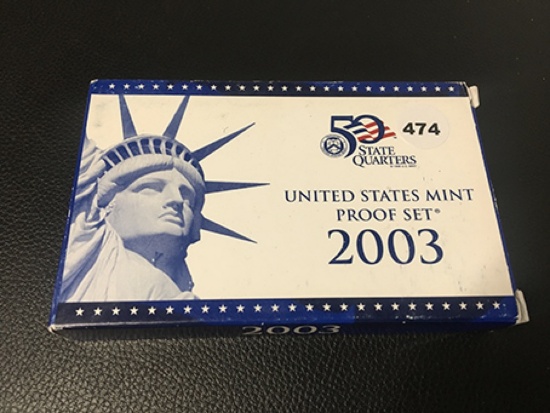 50
474
STATE
QUARTERS
UNITED STATES MINT
PROOF SET®
2003
2003